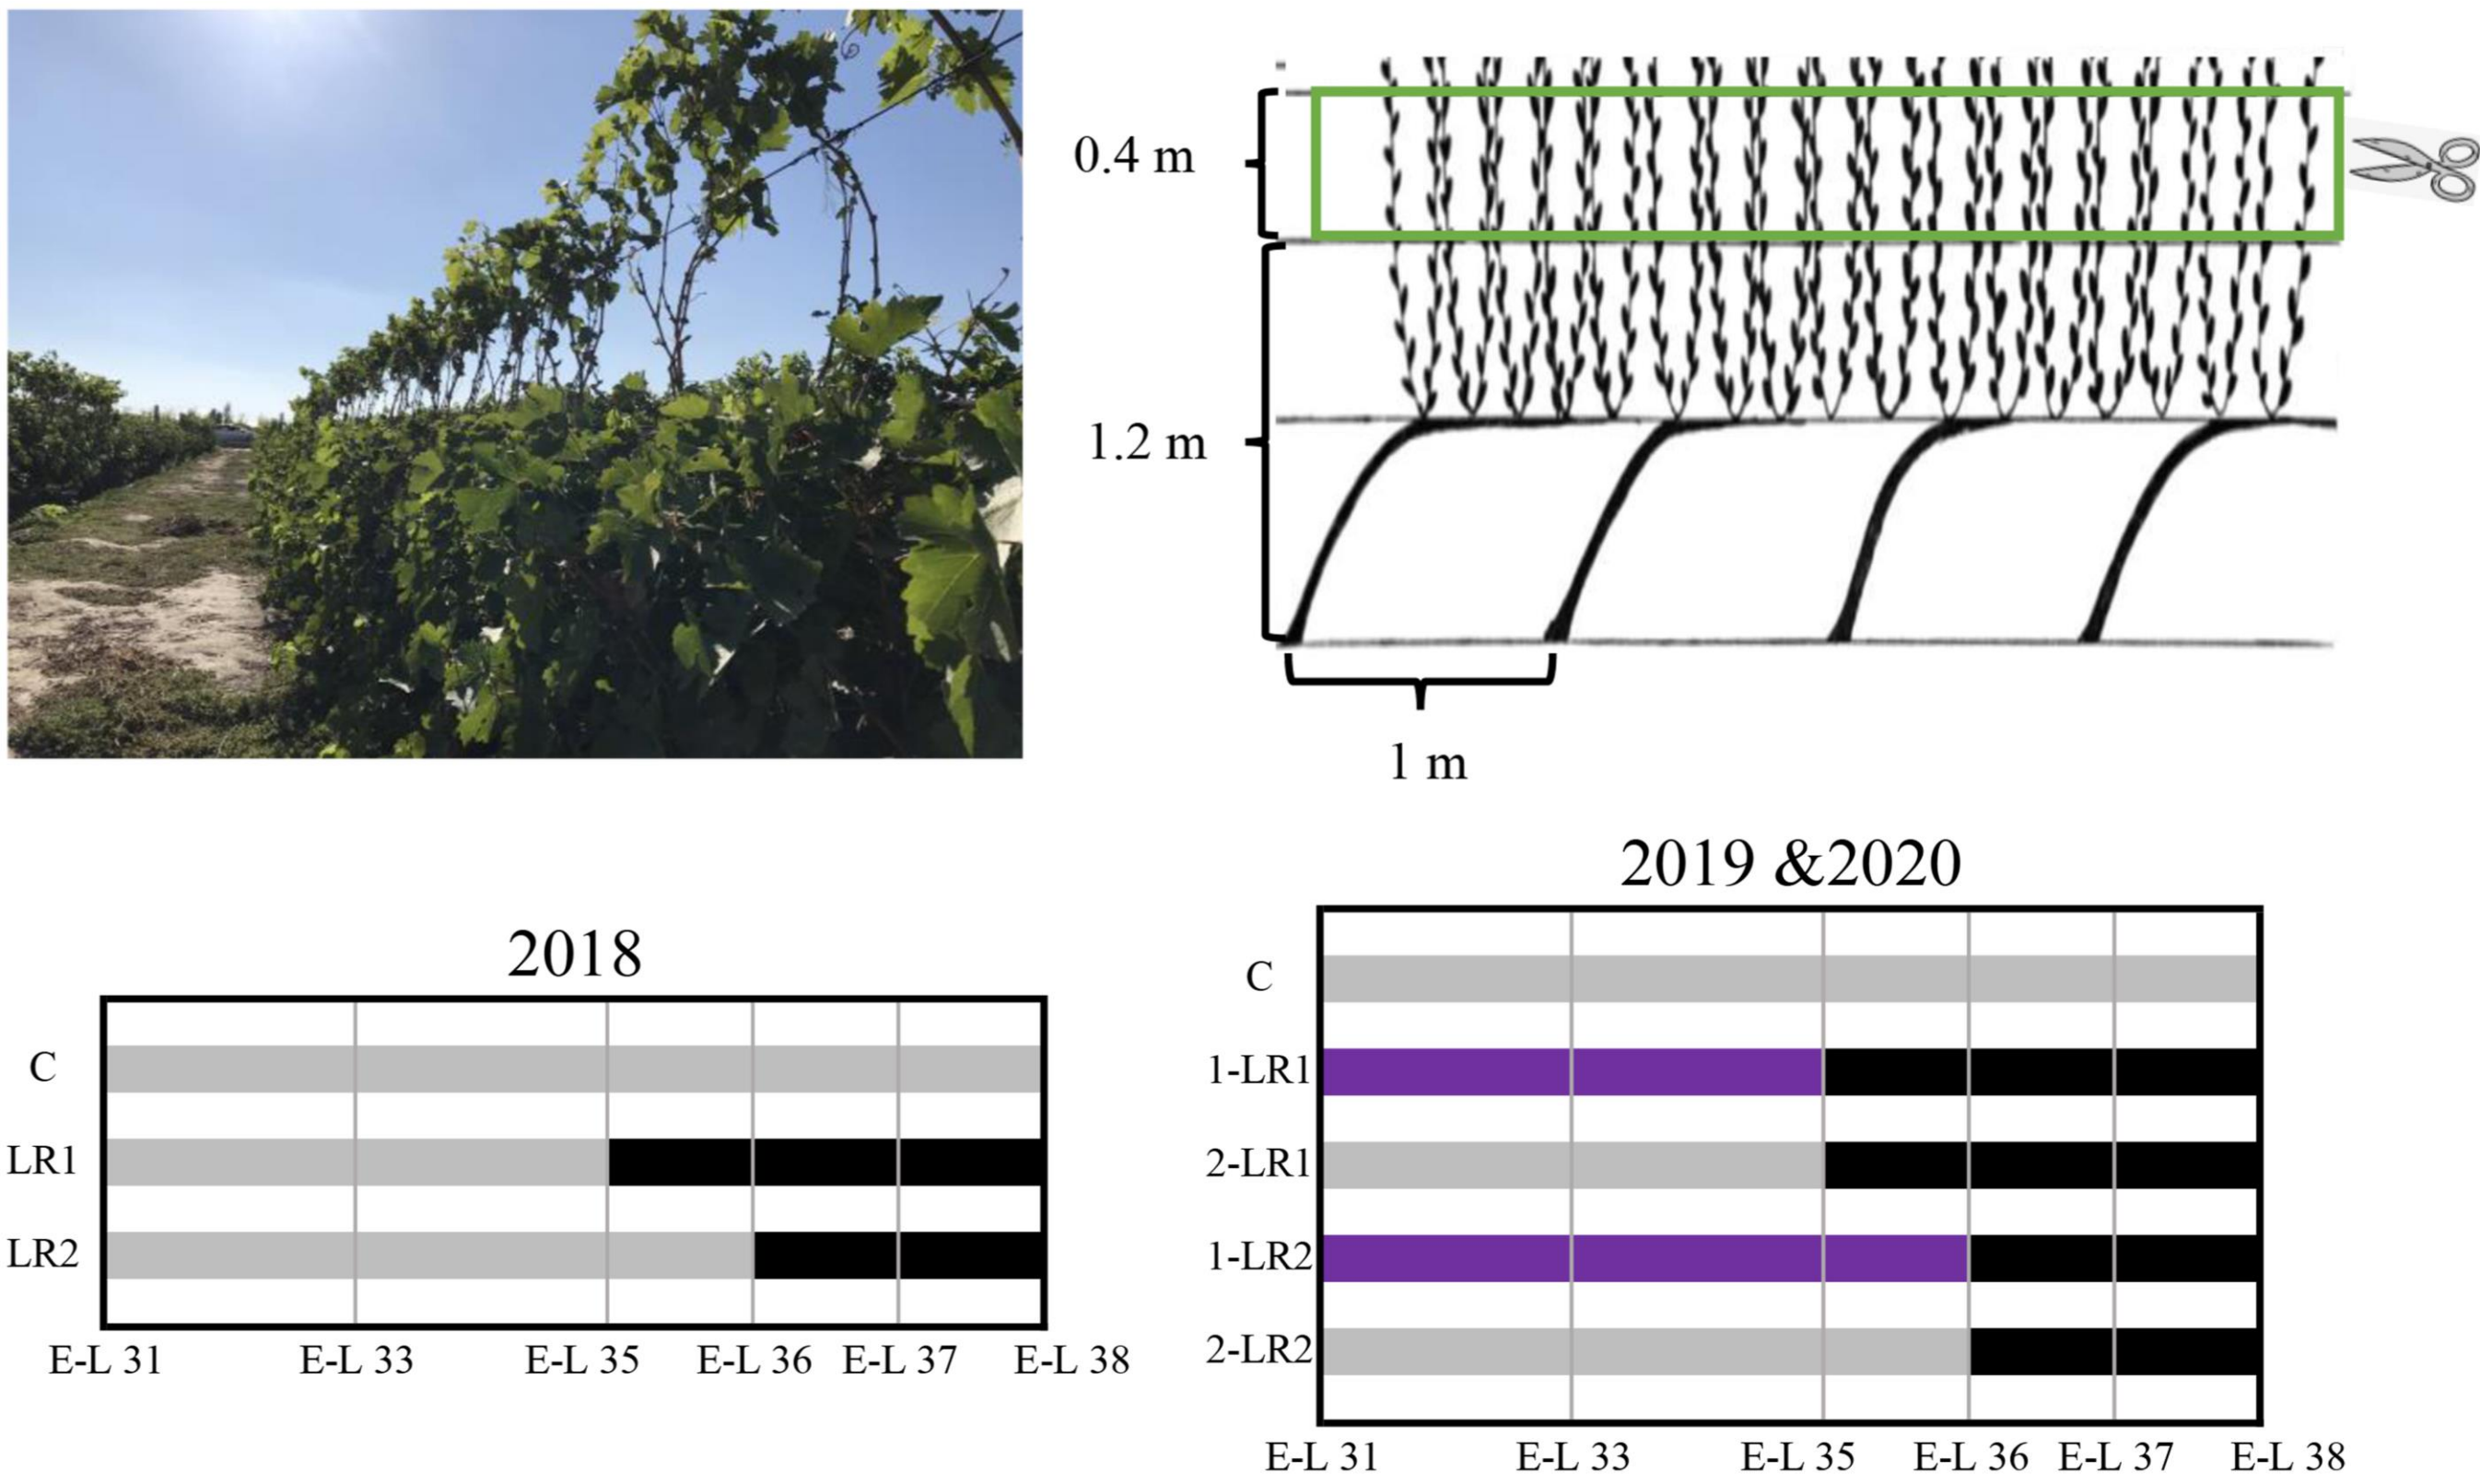 0.4 m
1.2 m
1 m
2018
C
LR1
LR2
E-L 31 E-L 33 E-L 35 E-L 36 E-L 37 E-L 38
2019 &2020
C
1-LR1
2-LR1
1-LR2
2-LR2
E-L 31 E-L 33 E-L 35 E-L 36 E-L 37 E-L 38